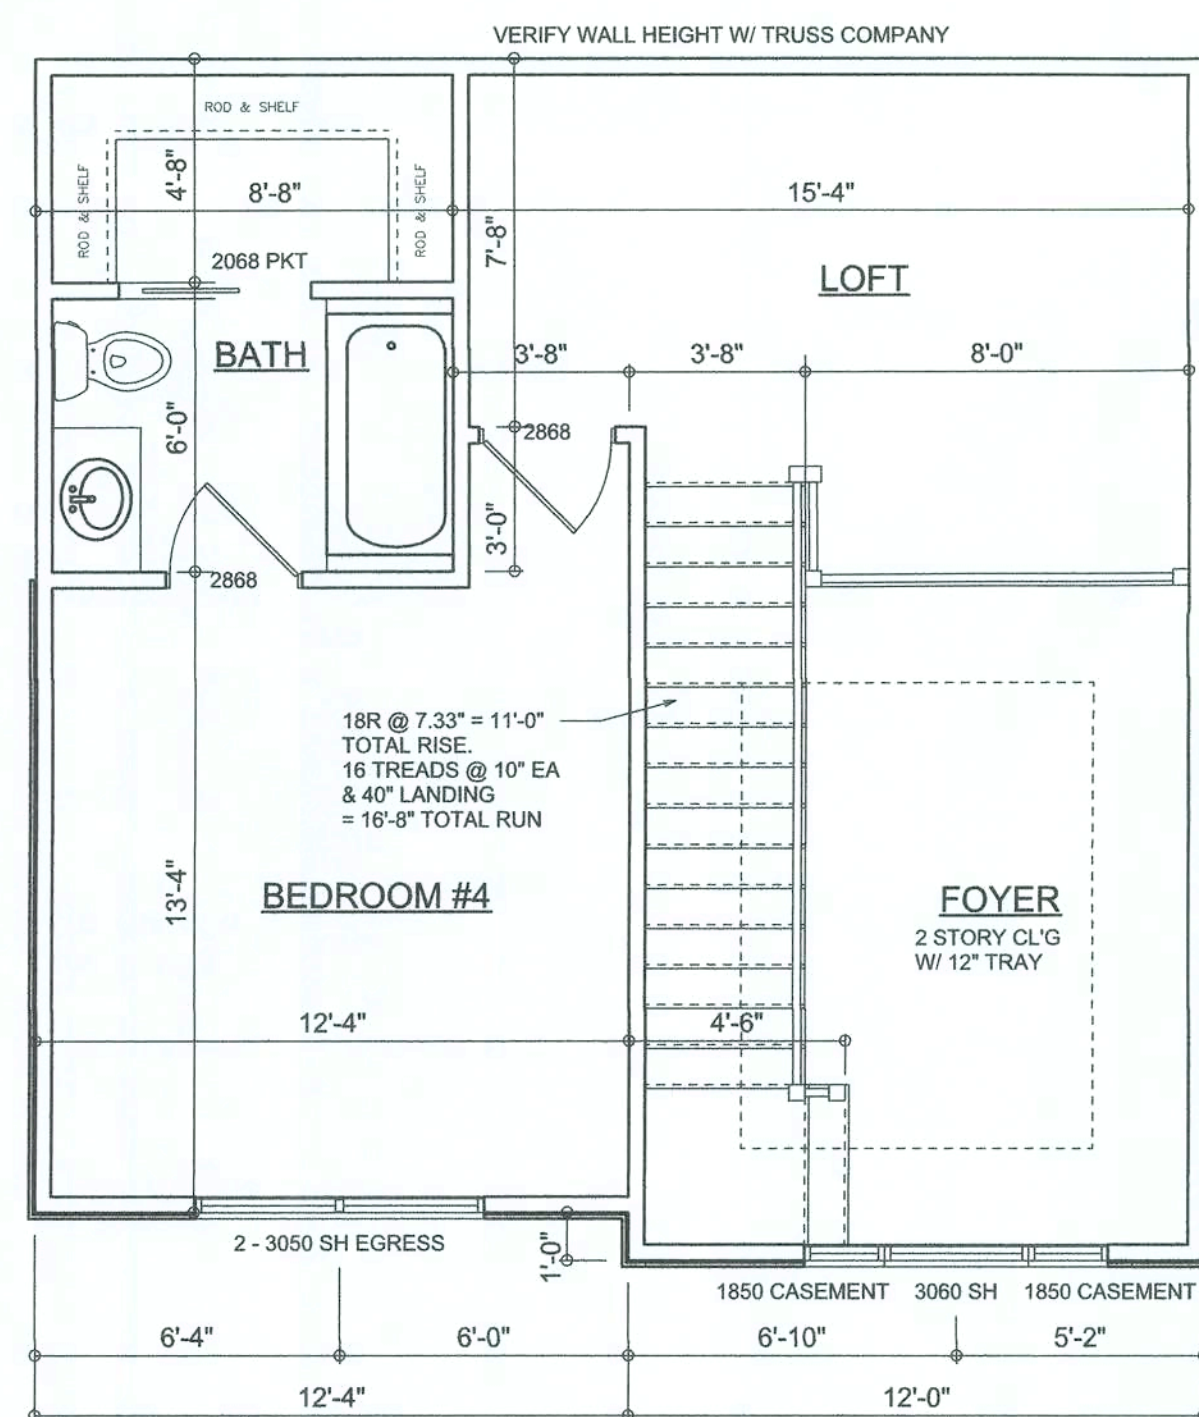 VERIFY WALL HEIGHT W/ TRUSS COMPANY
ROD & SHELF
ROD & SHELF
ROD & SHELF
4'-8"
8'-8"
15'-4"
7'-8"
2068 PKT
LOFT
BATH
3'-8"
3'-8"
8'-0"
6'-0"
2868
3'-0"
2868
18R @ 7.33" = 11'-0"
TOTAL RISE.
16 TREADS @ 10" EA
& 40" LANDING
= 16'-8" TOTAL RUN
13'-4"
BEDROOM #4
FOYER
2 STORY CL'G
W/ 12" TRAY
12'-4"
4'-6"
2 - 3050 SH EGRESS
1'-0"
1850 CASEMENT
3060 SH
1850 CASEMENT
6'-4"
6'-0"
6'-10"
5'-2"
12'-4"
12'-0"